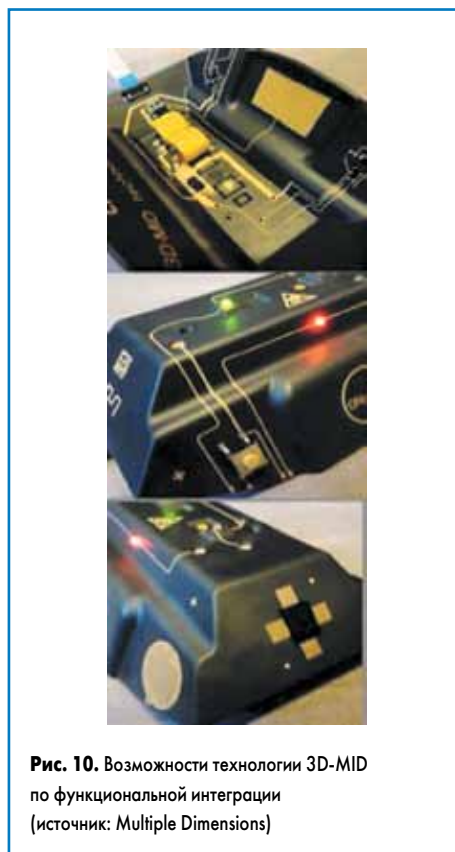 3D-MID
Рис. 10. Возможности технологии 3D-MID
по функциональной интеграции
(источник: Multiple Dimensions)